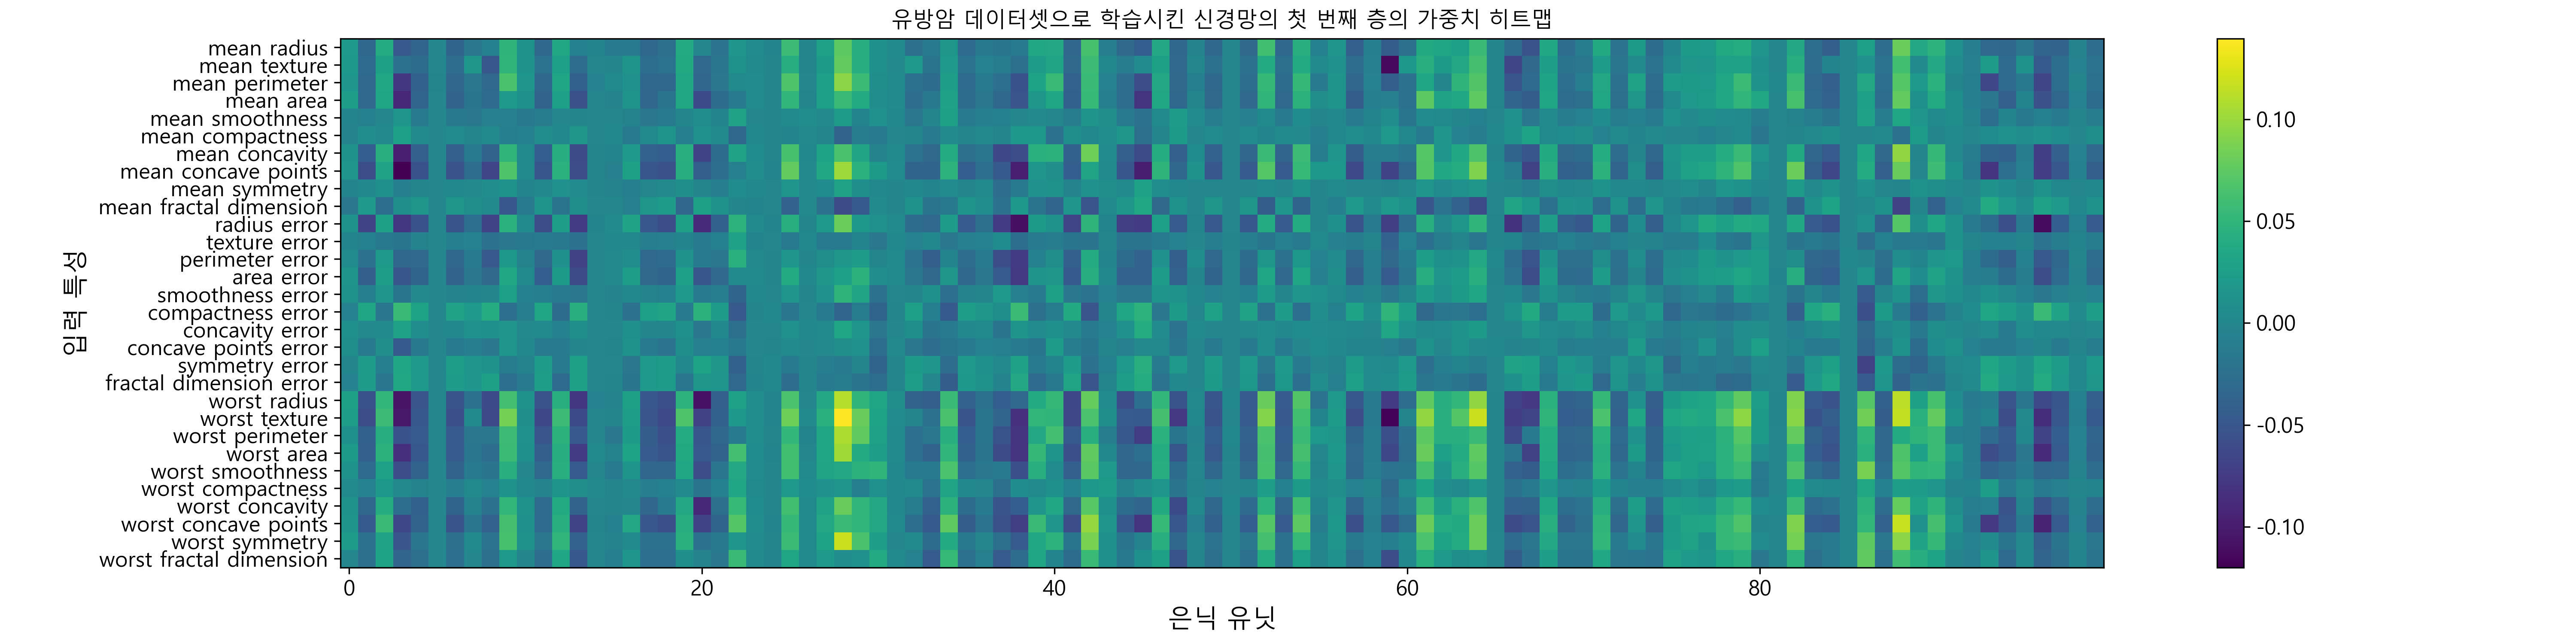 유방암 데이터셋으로 학습시킨 신경망의 첫 번째 층의 가중치 히트맵
입력 특성
mean radius
mean texture
mean perimeter
mean area
mean smoothness
mean compactness
mean concavity
mean concave points
mean symmetry
mean fractal dimension
radius error
texture error
perimeter error
area error
smoothness error
compactness error
concavity error
concave points error
symmetry error
fractal dimension error
worst radius
worst texture
worst perimeter
worst area
worst smoothness
worst compactness
worst concavity
worst concave points
worst symmetry
worst fractal dimension
0 20 40 60 80
은닉 유닛
0.10
0.05
0.00
-0.05
-0.10